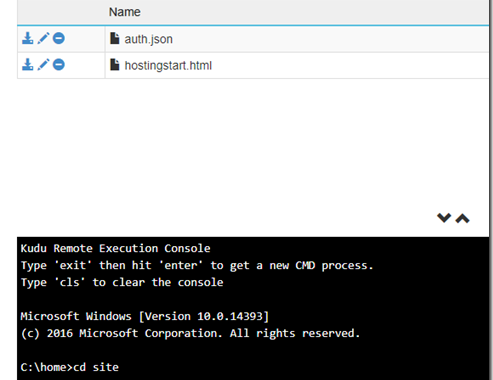 Name
auth.json
hostingstart.html
Kudu Remote Execution Console
Type 'exit' then hit 'enter' to get a new CMD process.
Type 'cls' to clear the console
Microsoft Windows [Version 10.0.14393]
(c) 2016 Microsoft Corporation. All rights reserved.
C:\home>cd site